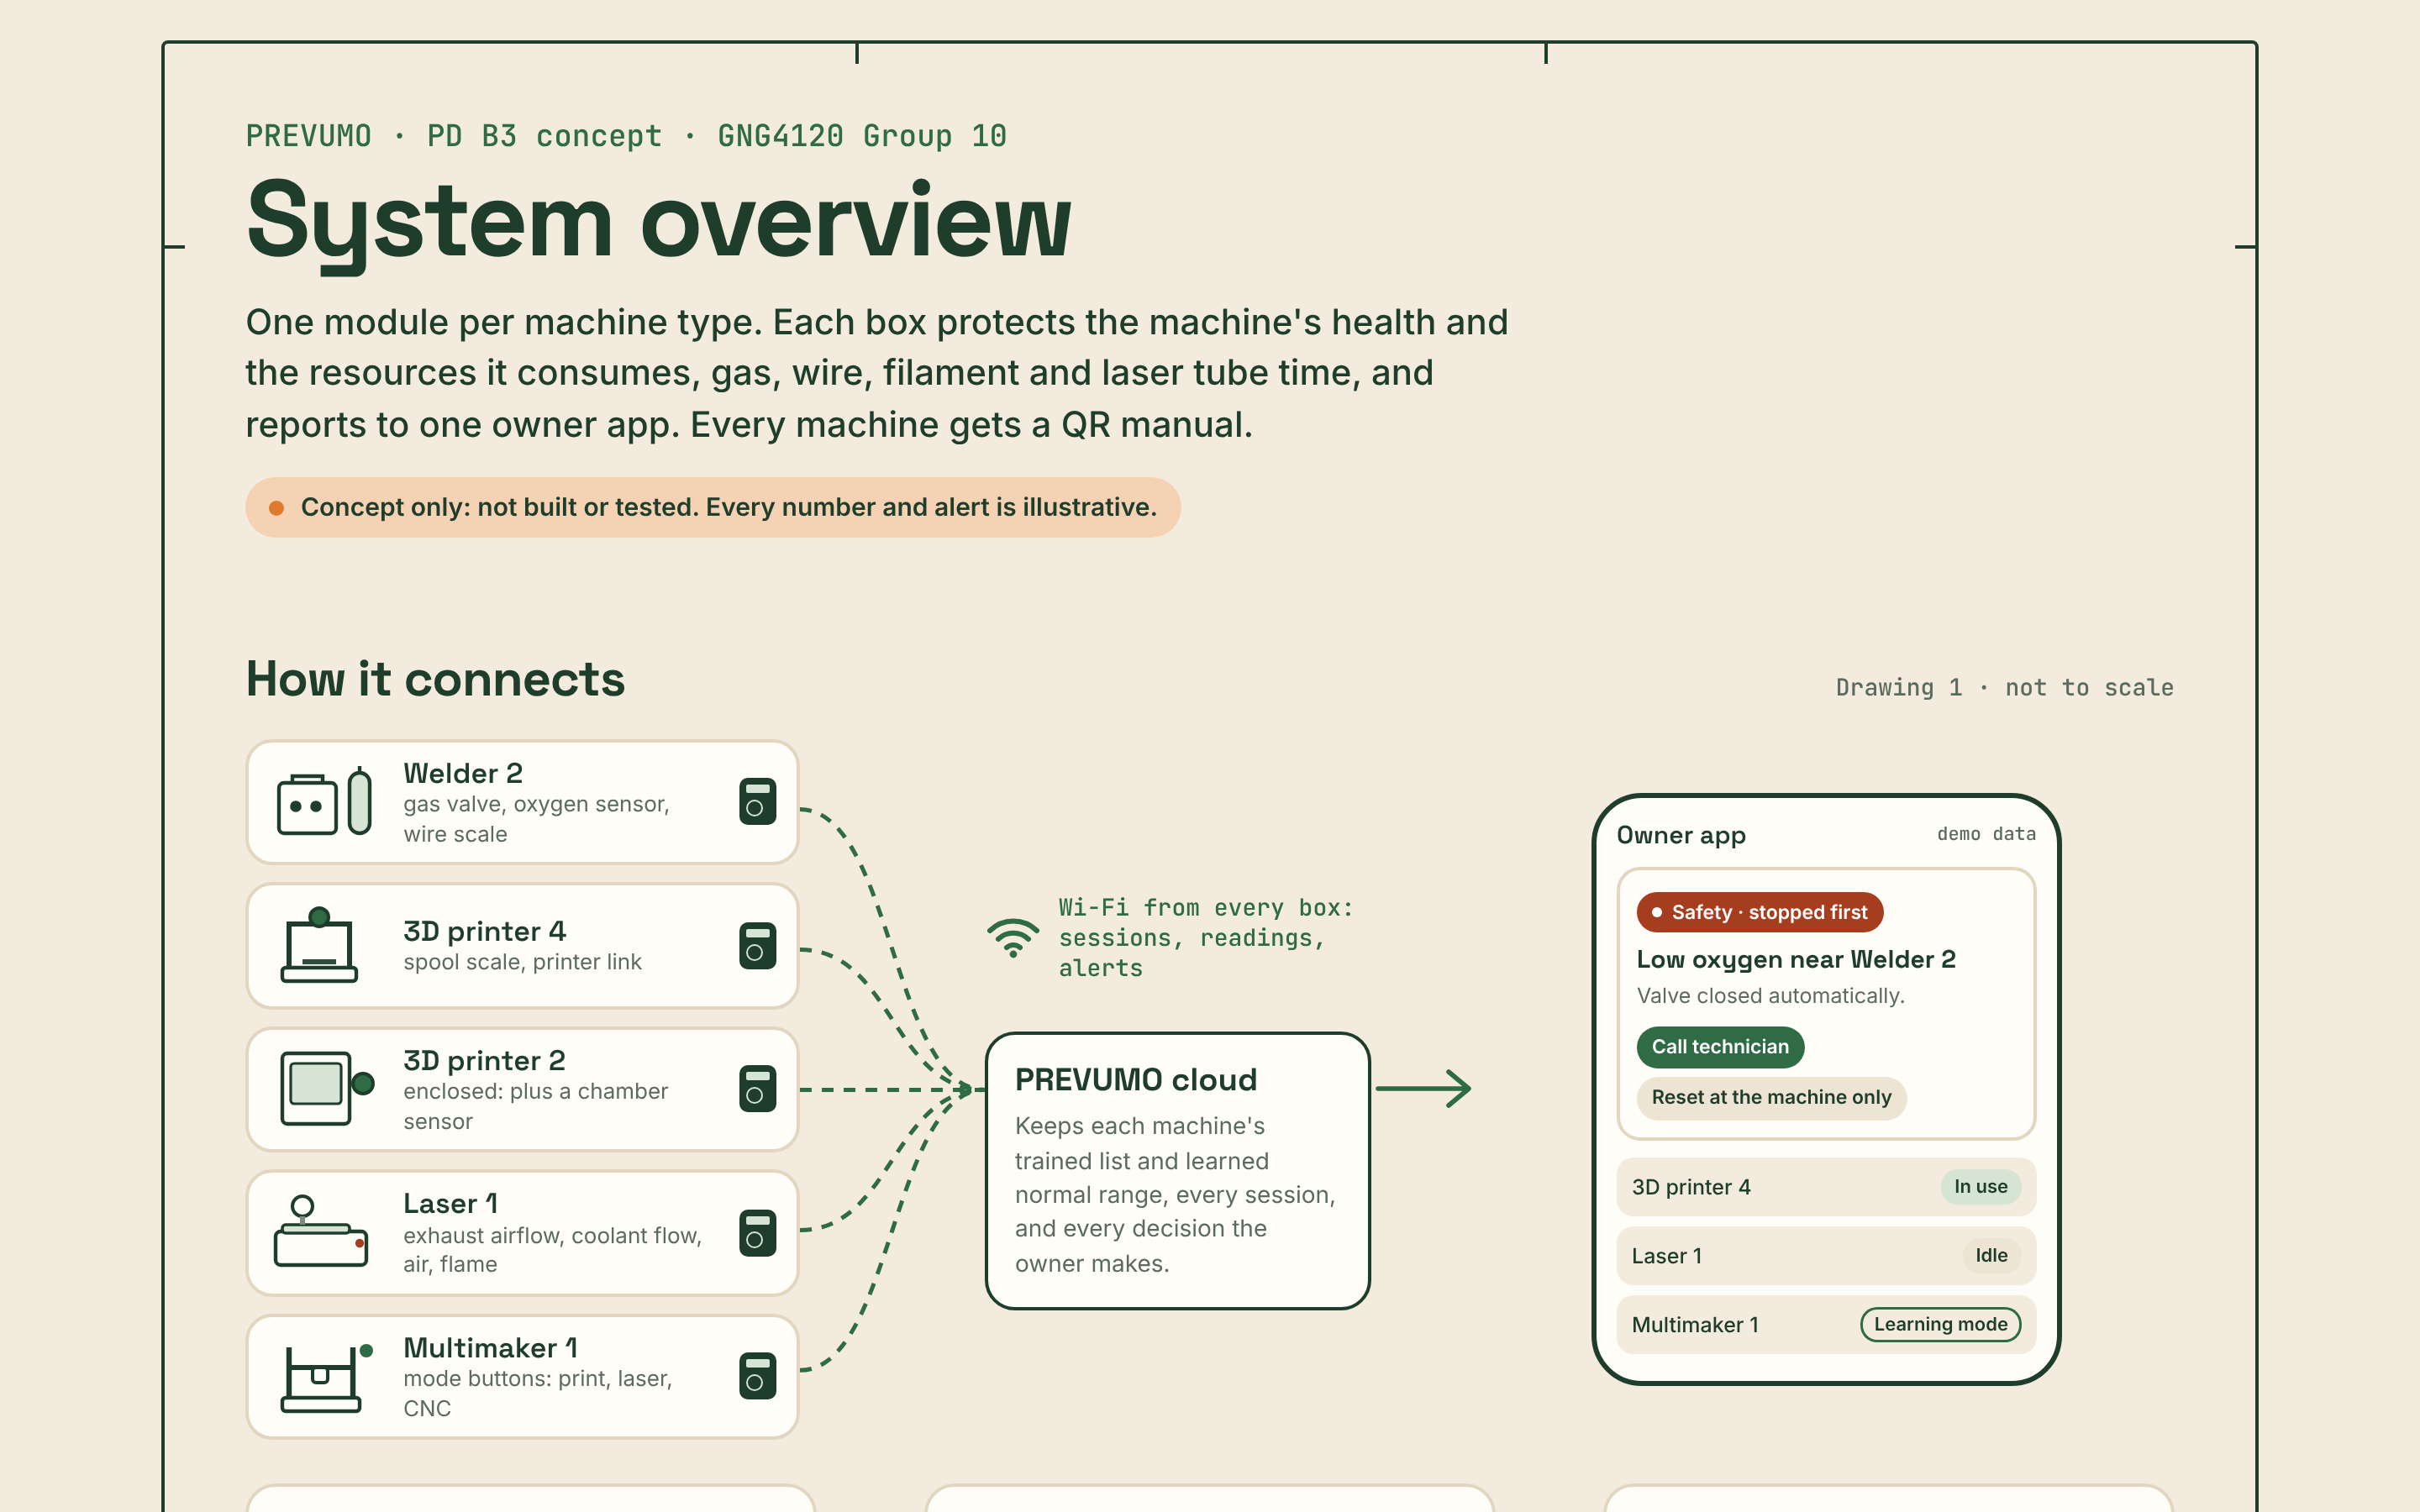 PREVUMO · PD B3 concept · GNG4120 Group 10
System overview
One module per machine type. Each box protects the machine's health and
the resources it consumes, gas, wire, filament and laser tube time, and
reports to one owner app. Every machine gets a QR manual.
Concept only: not built or tested. Every number and alert is illustrative.
How it connects
Drawing 1 · not to scale
Welder 2
gas valve, oxygen sensor,
wire scale
3D printer 4
spool scale, printer link
3D printer 2
enclosed: plus a chamber
sensor
Laser 1
exhaust airflow, coolant flow,
air, flame
Multimaker 1
mode buttons: print, laser,
CNC
Wi-Fi from every box:
sessions, readings,
alerts
PREVUMO cloud
Keeps each machine's
trained list and learned
normal range, every session,
and every decision the
owner makes.
Owner app
demo data
Safety · stopped first
Low oxygen near Welder 2
Valve closed automatically.
Call technician
Reset at the machine only
3D printer 4
In use
Laser 1
Idle
Multimaker 1
Learning mode